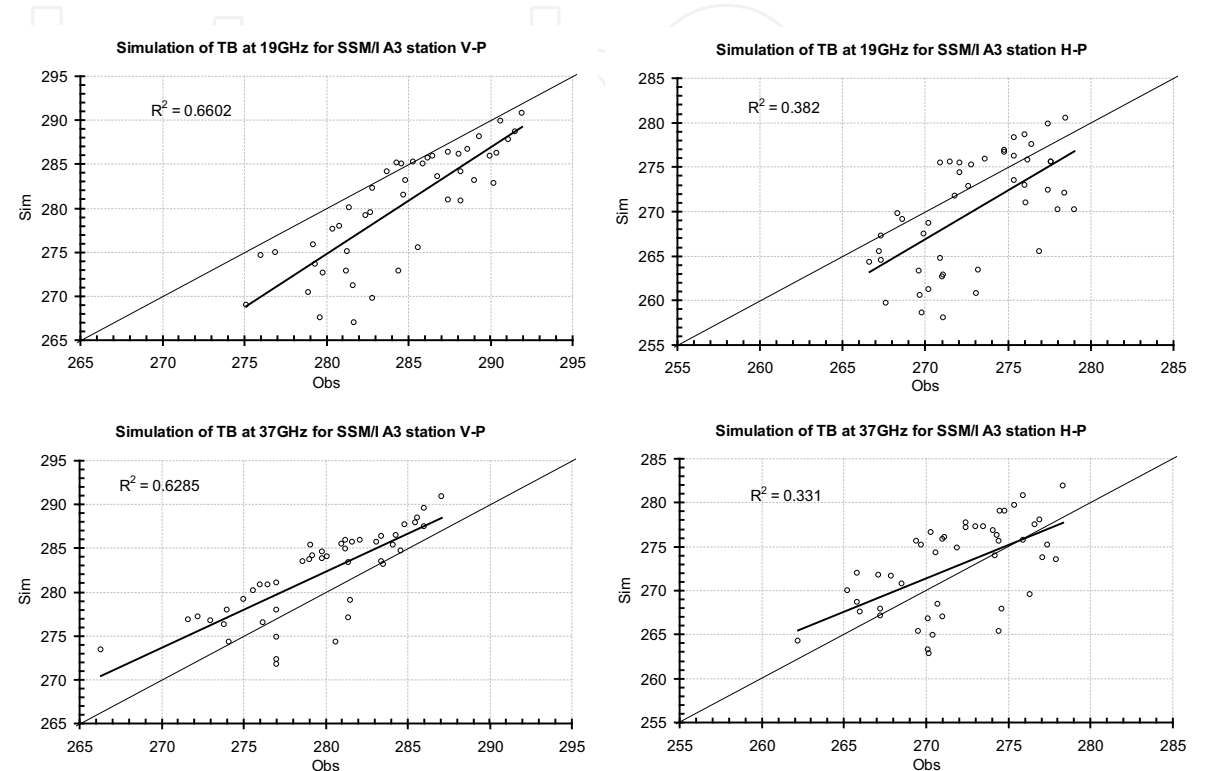 Simulation of TB at 19GHz for SSM/I A3 station V-P
295
290
285
280
275
270
265
R² = 0.6602
Sim
265 270 275 280 285 290 295
Obs
Simulation of TB at 19GHz for SSM/I A3 station H-P
285
280
275
270
265
260
255
R² = 0.382
Sim
255 260 265 270 275 280 285
Obs
Simulation of TB at 37GHz for SSM/I A3 station V-P
295
290
285
280
275
270
265
R² = 0.6285
Sim
265 270 275 280 285 290 295
Obs
Simulation of TB at 37GHz for SSM/I A3 station H-P
285
280
275
270
265
260
255
R² = 0.331
Sim
255 260 265 270 275 280 285
Obs